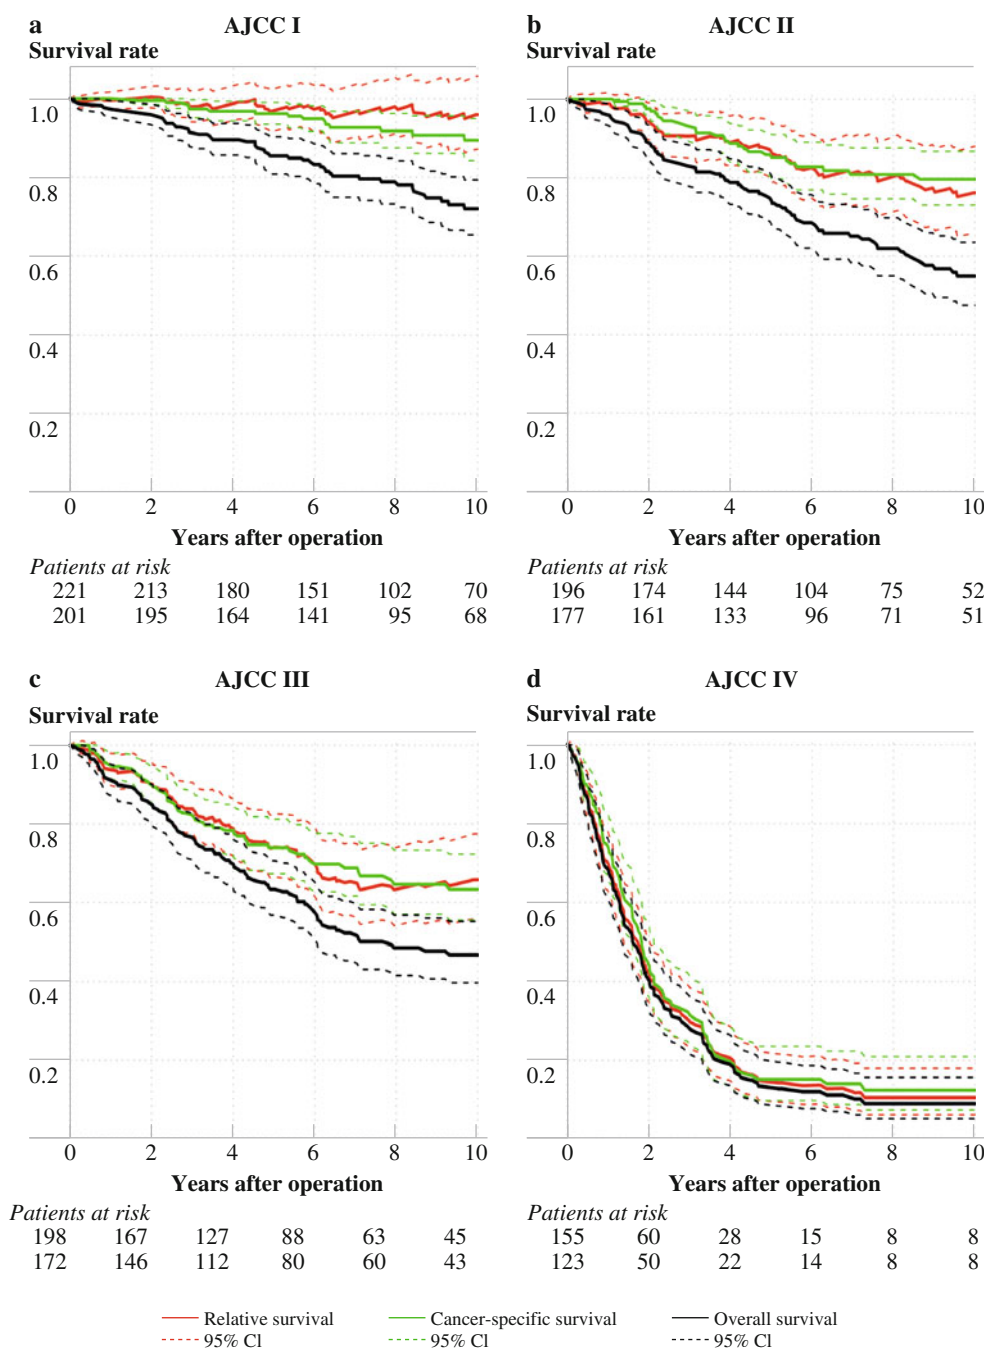 a AJCC I
Survival rate
1.0
0.8
0.6
0.4
0.2
0 2 4 6 8 10
Years after operation
Patients at risk
221 213 180 151 102 70
201 195 164 141 95 68
b AJCC II
Survival rate
1.0
0.8
0.6
0.4
0.2
0 2 4 6 8 10
Years after operation
Patients at risk
196 174 144 104 75 52
177 161 133 96 71 51
c AJCC III
Survival rate
1.0
0.8
0.6
0.4
0.2
0 2 4 6 8 10
Years after operation
Patients at risk
198 167 127 88 63 45
172 146 112 80 60 43
d AJCC IV
Survival rate
1.0
0.8
0.6
0.4
0.2
0 2 4 6 8 10
Years after operation
Patients at risk
155 60 28 15 8 8
123 50 22 14 8 8
Relative survival Cancer-specific survival Overall survival
95% Cl 95% Cl 95% Cl